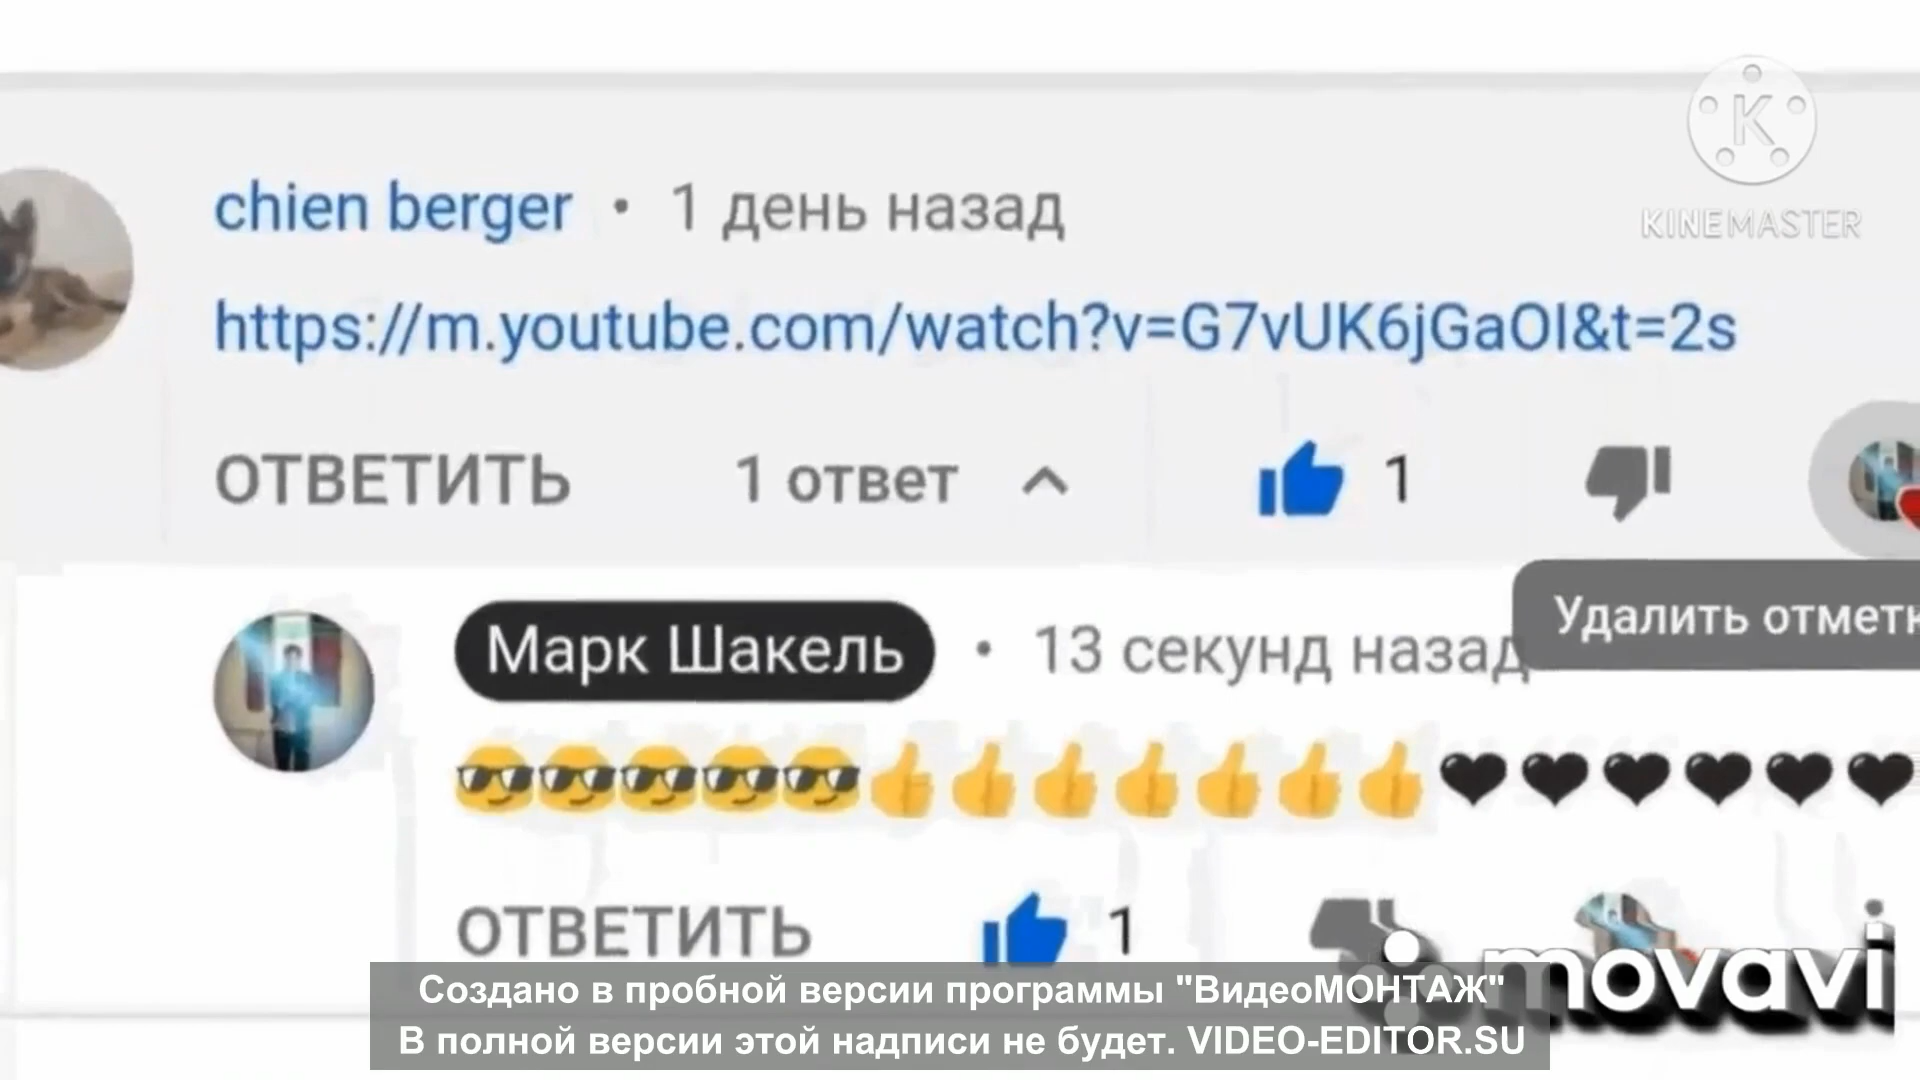 KINEMASTER
chien berger • 1 день назад
https://m.youtube.com/watch?v=G7vUK6jGaOI&t=2s
ОТВЕТИТЬ 1 ответ 1
Удалить отметк
Марк Шакель • 13 секунд назад
😎😎😎😎😎👍👍👍👍👍👍👍🖤🖤🖤🖤🖤🖤
ОТВЕТИТЬ 1
movavi
Создано в пробной версии программы "ВидеоМОНТАЖ"
В полной версии этой надписи не будет. VIDEO-EDITOR.SU